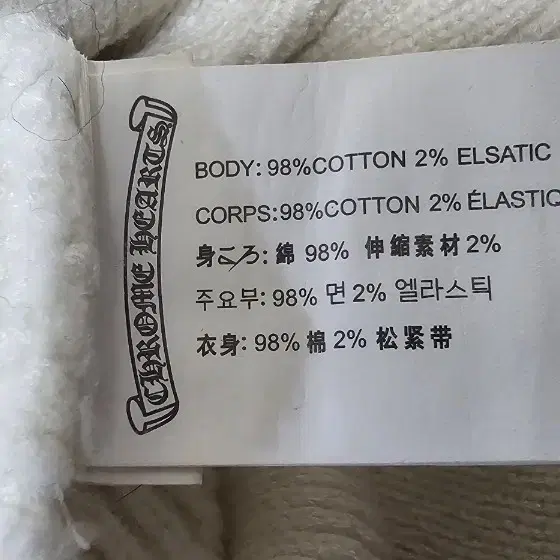 CHROME HEARTS
BODY: 98%COTTON 2% ELSATIC
CORPS:98%COTTON 2% ÉLASTIQ
身ころ: 綿 98% 伸縮素材2%
주요부: 98% 면 2% 엘라스틱
衣身: 98% 棉 2% 松紧带